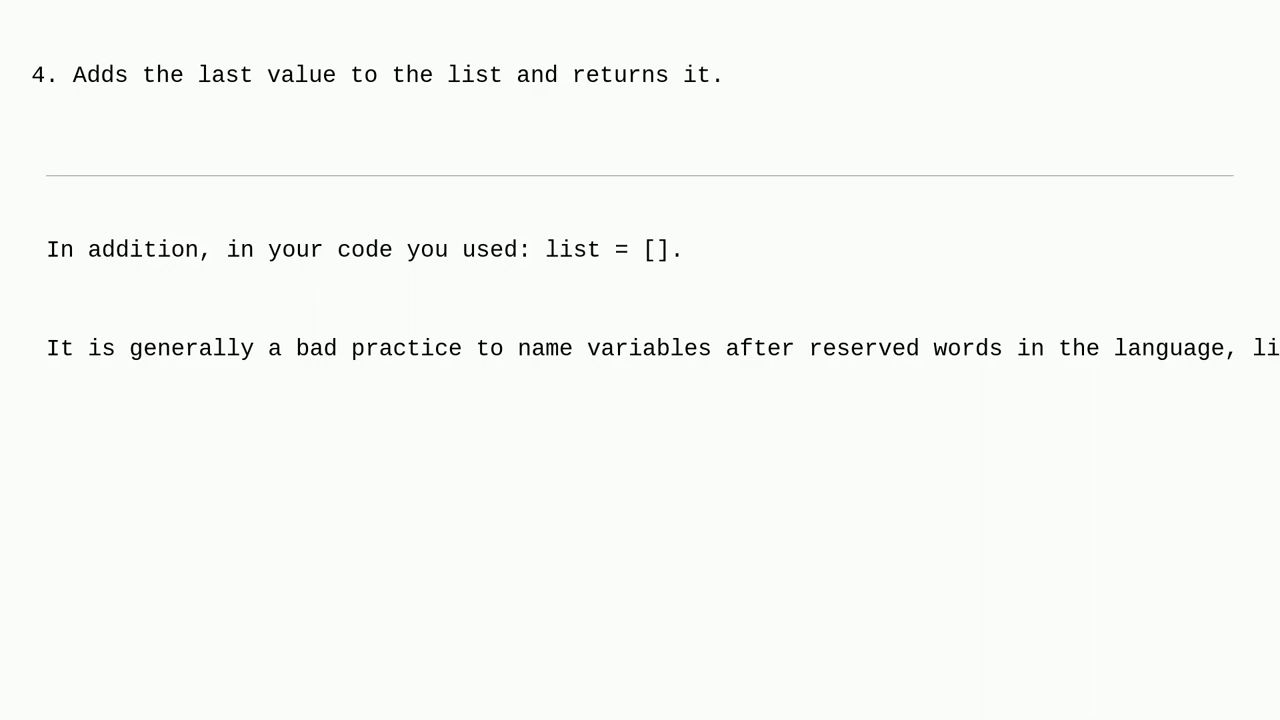 4. Adds the last value to the list and returns it.
In addition, in your code you used: list = [].
It is generally a bad practice to name variables after reserved words in the language, li